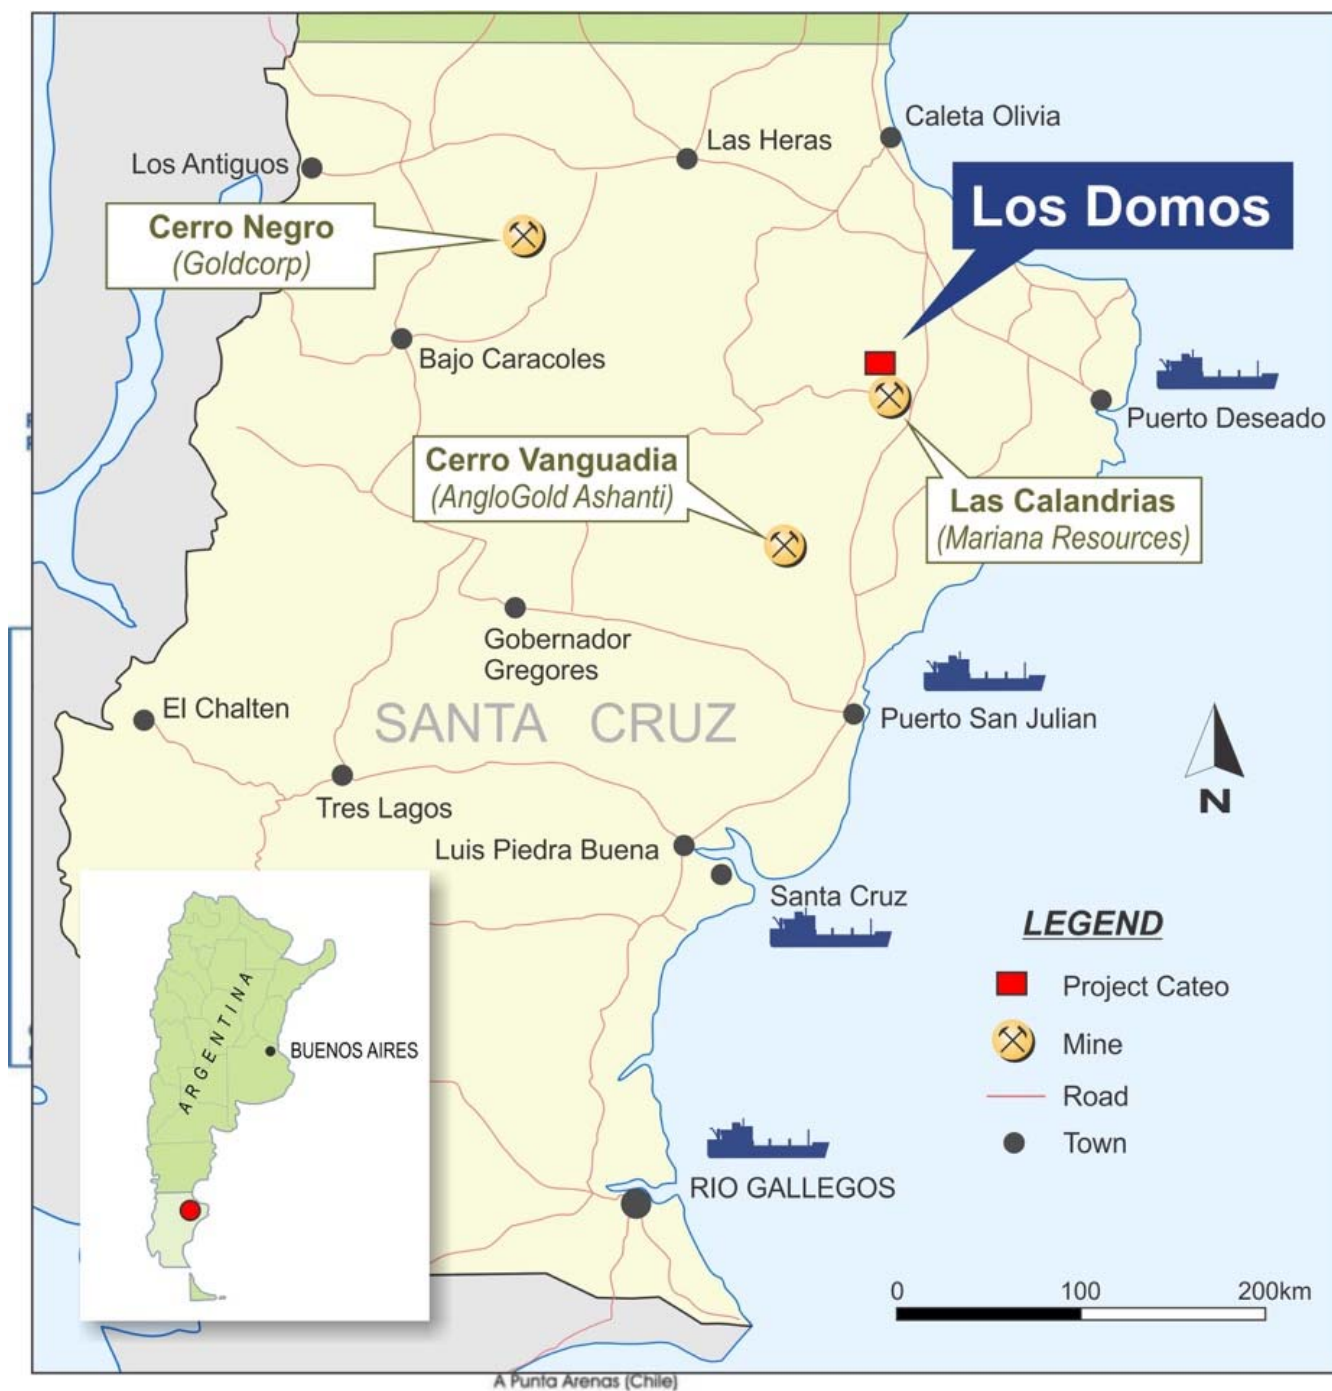 Caleta Olivia
Las Heras
Los Antiguos
Los Domos
Cerro Negro
(Goldcorp)
Bajo Caracoles
Puerto Deseado
Cerro Vanguadia
(AngloGold Ashanti)
Las Calandrias
(Mariana Resources)
Gobernador
Gregores
El Chalten
SANTA CRUZ
Puerto San Julian
Tres Lagos
N
Luis Piedra Buena
Santa Cruz
LEGEND
Project Cateo
Mine
Road
Town
ARGENTINA
BUENOS AIRES
RIO GALLEGOS
0 100 200km
A Punta Arenas (Chile)